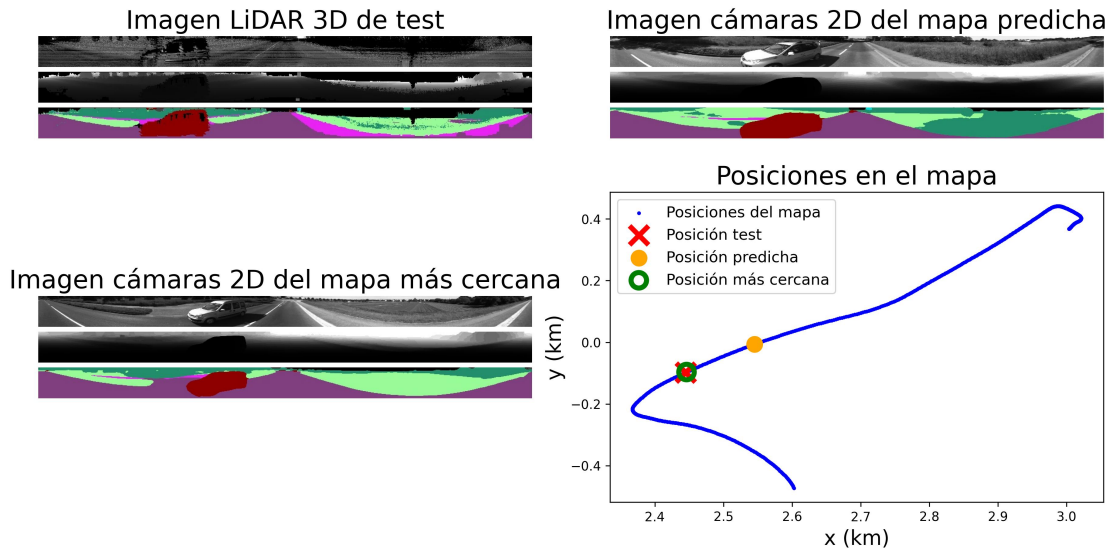 Imagen LiDAR 3D de test
Imagen cámaras 2D del mapa predicha
Imagen cámaras 2D del mapa más cercana
Posiciones en el mapa
Posiciones del mapa
Posición test
Posición predicha
Posición más cercana
0.4
0.2
0.0
−0.2
−0.4
y (km)
2.4 2.5 2.6 2.7 2.8 2.9 3.0
x (km)